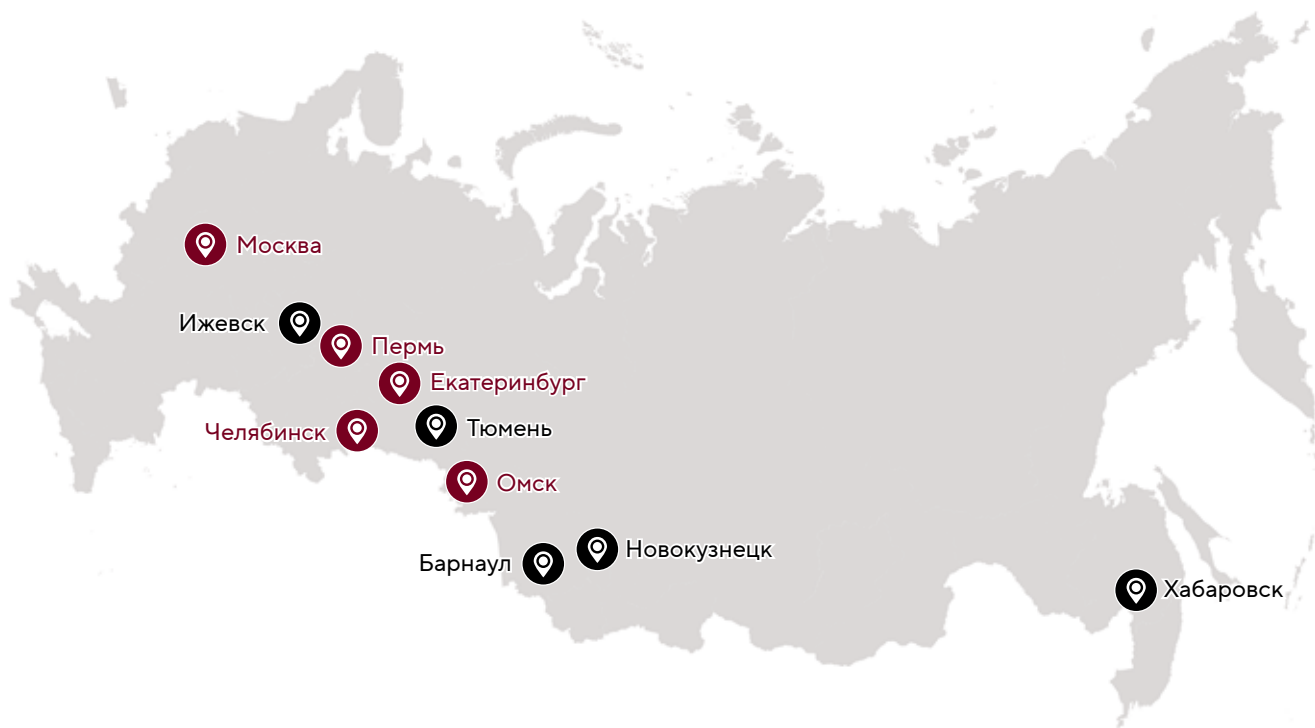 Москва
Ижевск
Пермь
Екатеринбург
Тюмень
Челябинск
Омск
Новокузнецк
Барнаул
Хабаровск